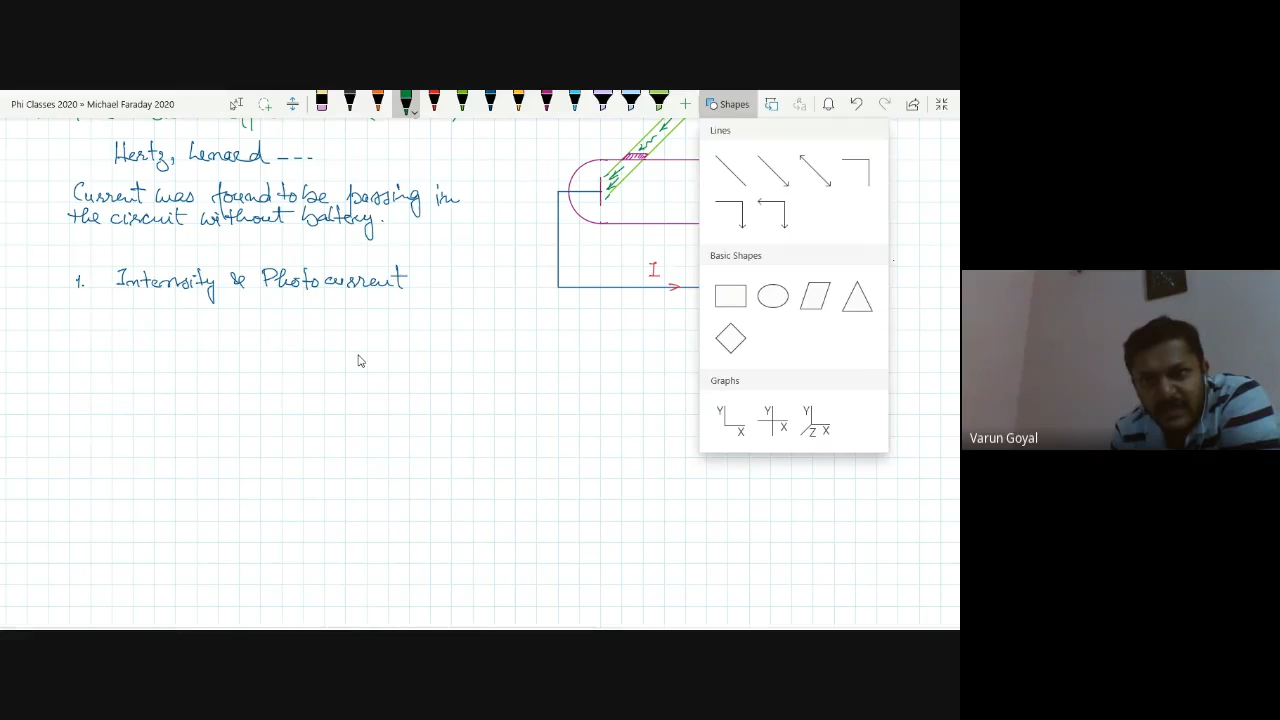 Phi Classes 2020 » Michael Faraday 2020
Shapes
Lines
Hertz, Lenard ---
Current was found to be passing in
the circuit without battery.
Basic Shapes
1. Intensity & Photocurrent
I
Graphs
Y X
Y X
Y Z X
Varun Goyal